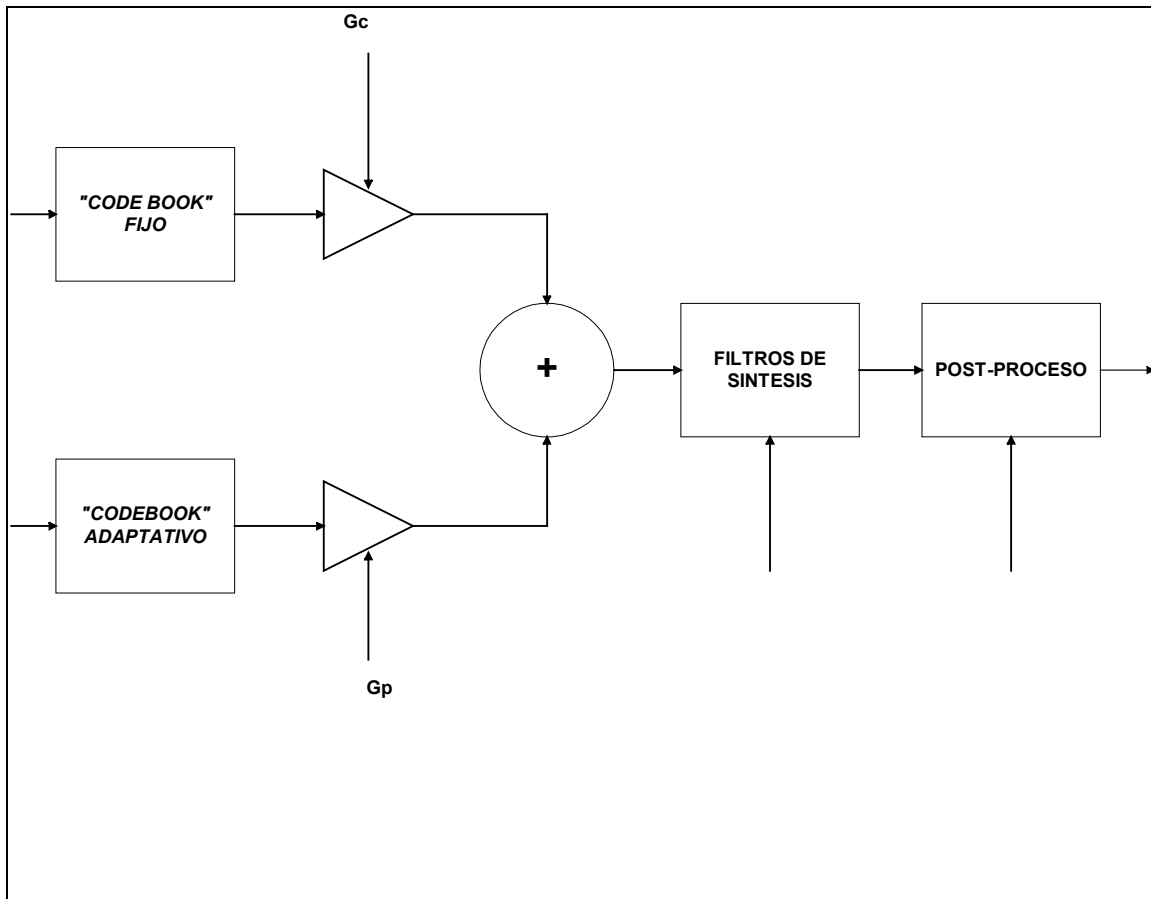 Gc
"CODE BOOK"
FIJO
+
FILTROS DE
SINTESIS
POST-PROCESO
"CODEBOOK"
ADAPTATIVO
Gp